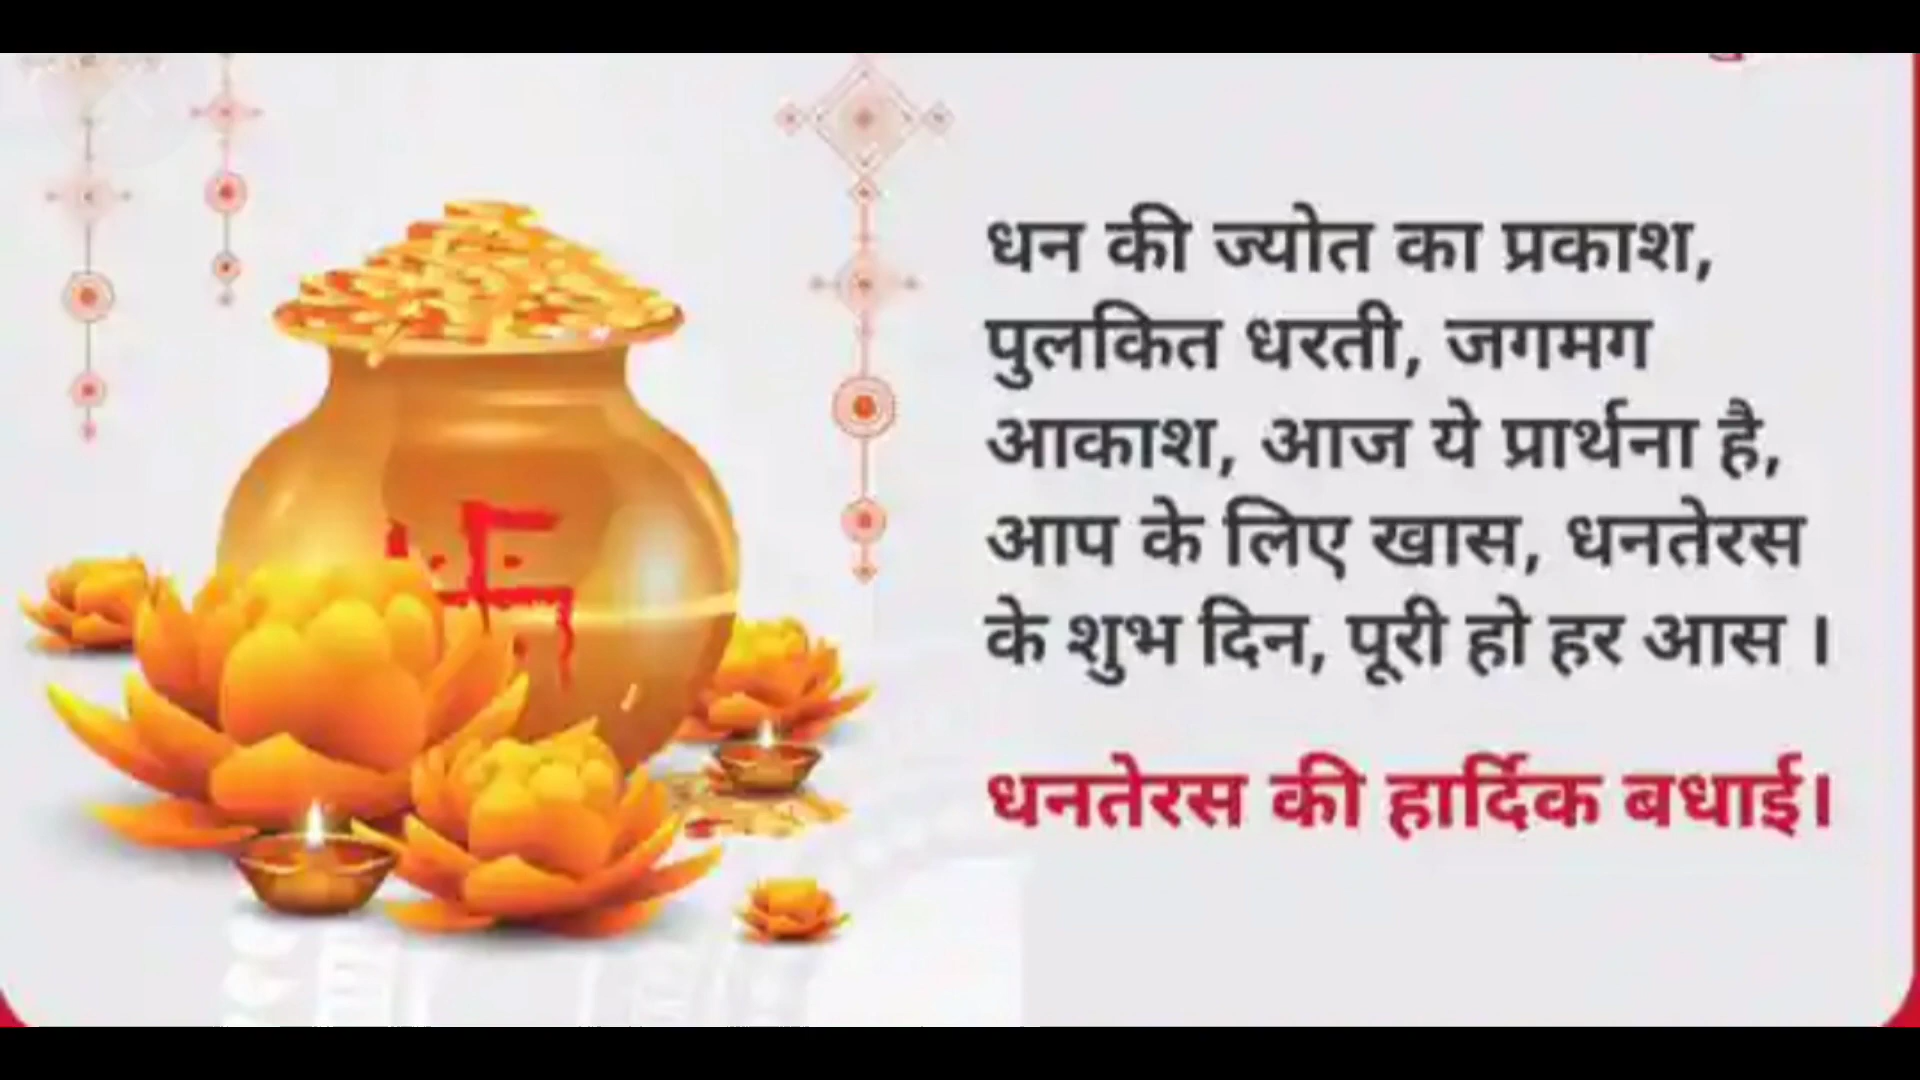 धन की ज्योत का प्रकाश,
पुलकित धरती, जगमग
आकाश, आज ये प्रार्थना है,
आप के लिए खास, धनतेरस
के शुभ दिन, पूरी हो हर आस ।
धनतेरस की हार्दिक बधाई।